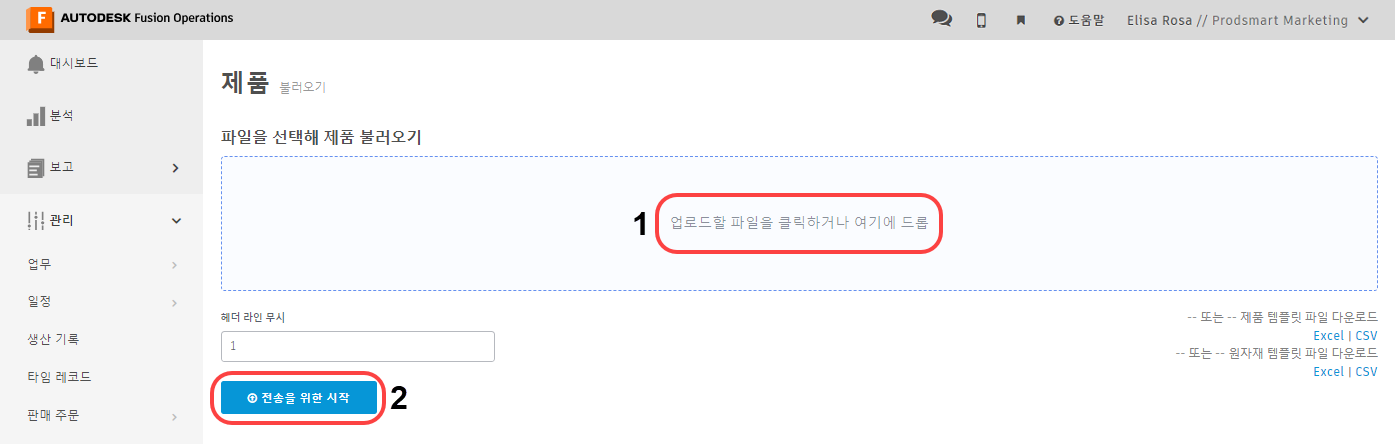 F AUTODESK Fusion Operations
도움말 Elisa Rosa // Prodsmart Marketing
대시보드
분석
보고
관리
업무
일정
생산 기록
타임 레코드
판매 주문
제품 불러오기
파일을 선택해 제품 불러오기
1 업로드할 파일을 클릭하거나 여기에 드롭
헤더 라인 무시
1
전송을 위한 시작 2
-- 또는 -- 제품 템플릿 파일 다운로드
Excel | CSV
-- 또는 -- 원자재 템플릿 파일 다운로드
Excel | CSV